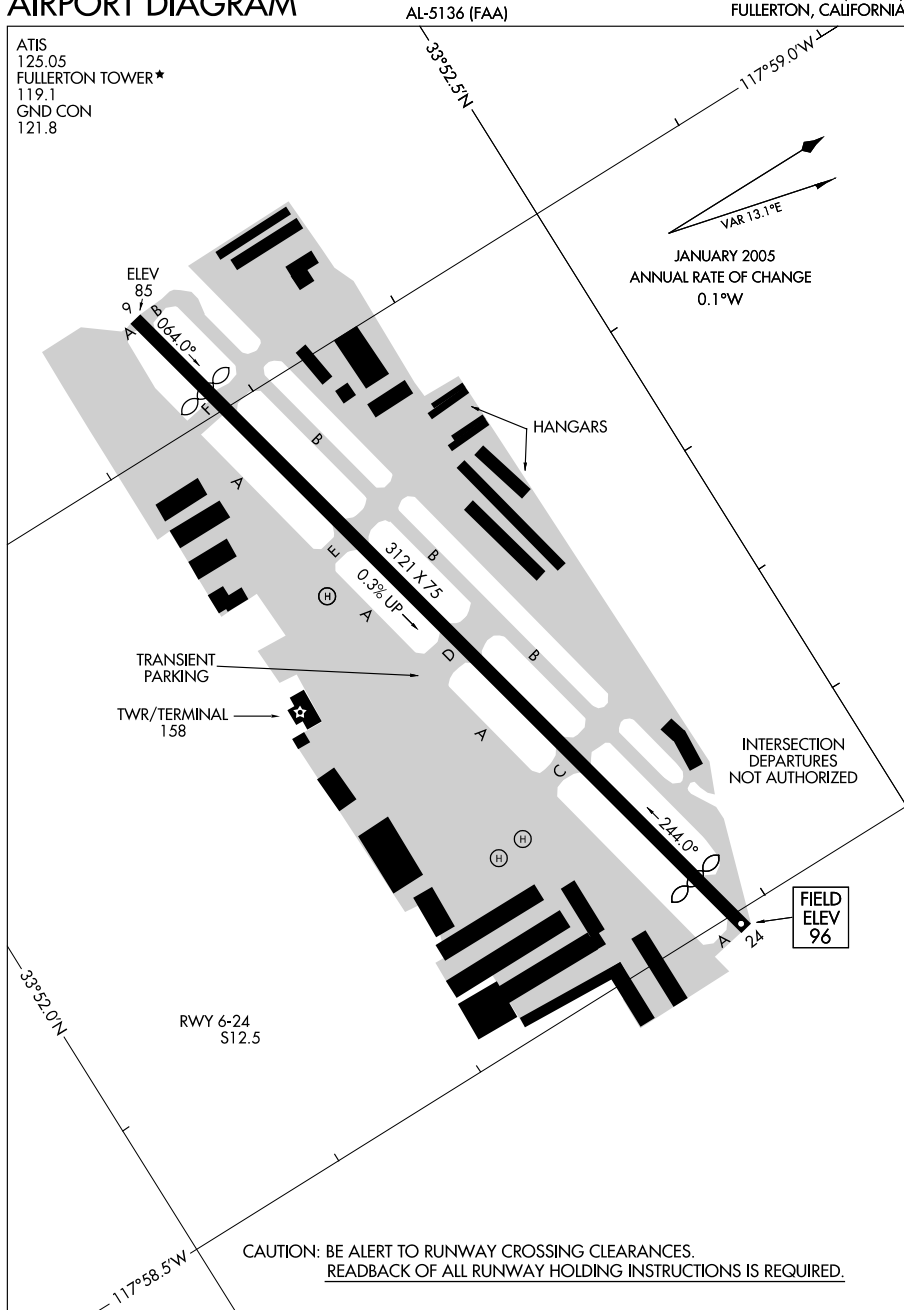 AIRPORT DIAGRAM
AL-5136 (FAA)
FULLERTON, CALIFORNIA
ATIS
125.05
FULLERTON TOWER★
119.1
GND CON
121.8
33°52.5'N
117°59.0'W
VAR 13.1°E
JANUARY 2005
ANNUAL RATE OF CHANGE
0.1°W
ELEV
85
9
B
A
064.0°
F
HANGARS
B
A
E
3121 X 75
0.3% UP
B
H
A
D
B
TRANSIENT
PARKING
TWR/TERMINAL
158
A
C
INTERSECTION
DEPARTURES
NOT AUTHORIZED
244.0°
H
H
FIELD
ELEV
96
A
24
33°52.0'N
RWY 6-24
S12.5
117°58.5'W
CAUTION: BE ALERT TO RUNWAY CROSSING CLEARANCES.
READBACK OF ALL RUNWAY HOLDING INSTRUCTIONS IS REQUIRED.